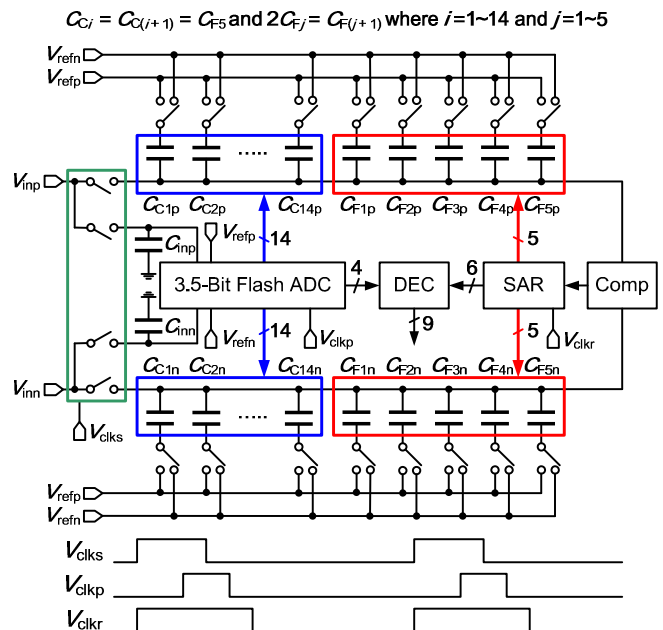 C_Ci = C_C(i+1) = C_F5 and 2C_Fj = C_F(j+1) where i=1~14 and j=1~5
V_refn
V_refp
V_inp
C_C1p C_C2p ····· C_C14p C_F1p C_F2p C_F3p C_F4p C_F5p
C_inp V_refp 14 5
3.5-Bit Flash ADC 4 DEC 6 SAR Comp
C_inn V_refn 14 V_clkp 9 5 V_clkr
C_C1n C_C2n C_C14n C_F1n C_F2n C_F3n C_F4n C_F5n
V_inn
·····
V_clks
V_refp
V_refn
V_clks
V_clkp
V_clkr